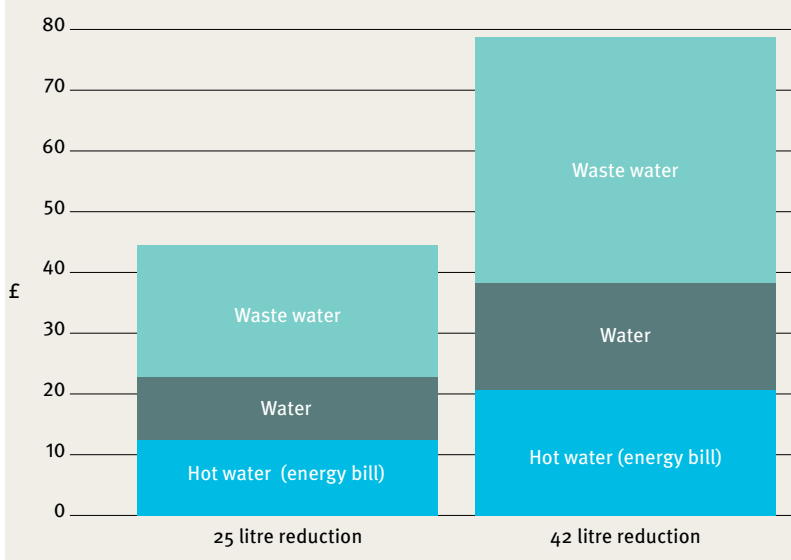 80
70
60
50
40
30
20
10
0
£
Waste water
Water
Hot water (energy bill)
Waste water
Water
Hot water (energy bill)
25 litre reduction
42 litre reduction